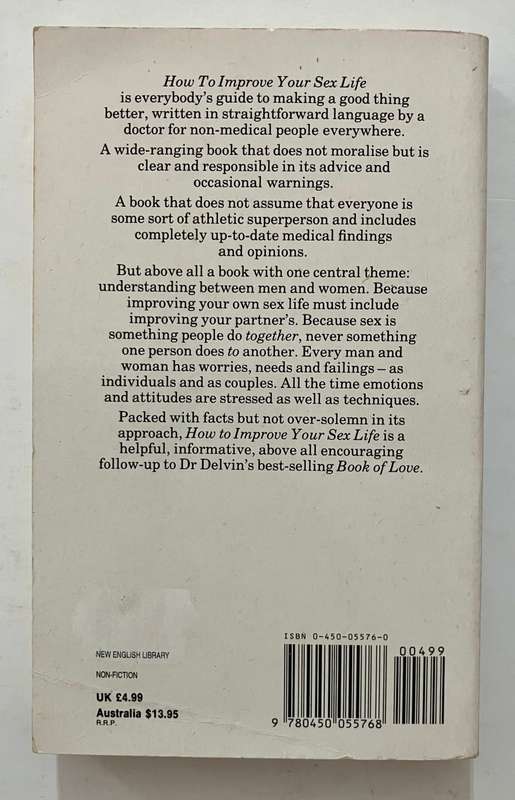 How To Improve Your Sex Life
is everybody's guide to making a good thing
better, written in straightforward language by a
doctor for non-medical people everywhere.
A wide-ranging book that does not moralise but is
clear and responsible in its advice and
occasional warnings.
A book that does not assume that everyone is
some sort of athletic superperson and includes
completely up-to-date medical findings
and opinions.
But above all a book with one central theme:
understanding between men and women. Because
improving your own sex life must include
improving your partner's. Because sex is
something people do together, never something
one person does to another. Every man and
woman has worries, needs and failings – as
individuals and as couples. All the time emotions
and attitudes are stressed as well as techniques.
Packed with facts but not over-solemn in its
approach, How to Improve Your Sex Life is a
helpful, informative, above all encouraging
follow-up to Dr Delvin's best-selling Book of Love.
NEW ENGLISH LIBRARY
NON-FICTION
UK £4.99
Australia $13.95
R.R.P.
ISBN 0-450-05576-0
00499
9 780450 055768